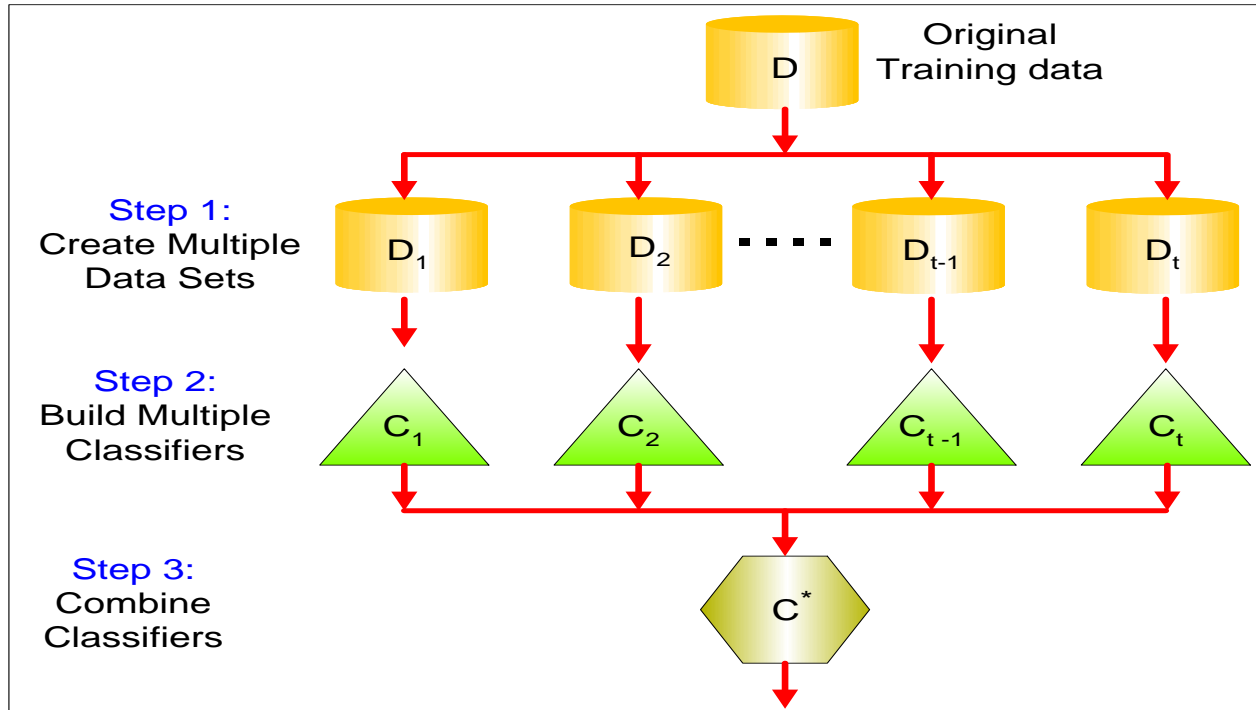 D
Original
Training data
Step 1:
Create Multiple
Data Sets
D₁
D₂
Dₜ₋₁
Dₜ
Step 2:
Build Multiple
Classifiers
C₁
C₂
Cₜ ₋₁
Cₜ
Step 3:
Combine
Classifiers
C*